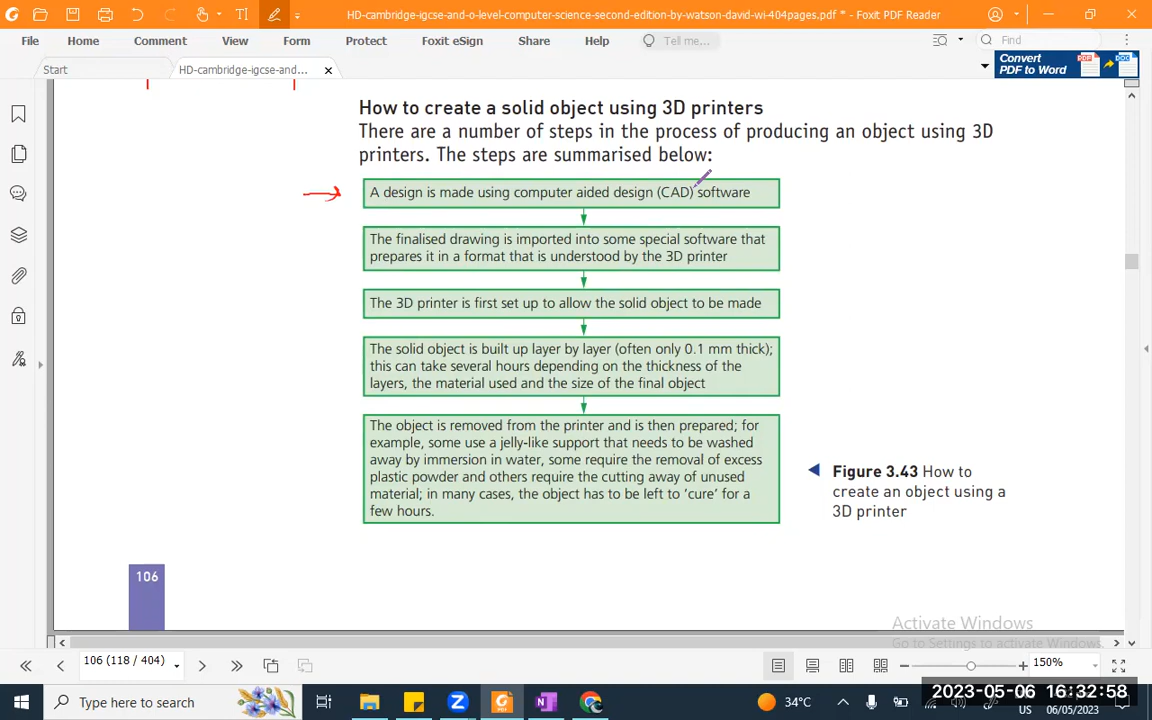 HD-cambridge-igcse-and-o-level-computer-science-second-edition-by-watson-david-wi-404pages.pdf * - Foxit PDF Reader
File Home Comment View Form Protect Foxit eSign Share Help Tell me... Find
Start HD-cambridge-igcse-and-... Convert
PDF to Word
How to create a solid object using 3D printers
There are a number of steps in the process of producing an object using 3D
printers. The steps are summarised below:
A design is made using computer aided design (CAD) software
The finalised drawing is imported into some special software that
prepares it in a format that is understood by the 3D printer
The 3D printer is first set up to allow the solid object to be made
The solid object is built up layer by layer (often only 0.1 mm thick);
this can take several hours depending on the thickness of the
layers, the material used and the size of the final object
The object is removed from the printer and is then prepared; for
example, some use a jelly-like support that needs to be washed
away by immersion in water, some require the removal of excess
plastic powder and others require the cutting away of unused
material; in many cases, the object has to be left to ‘cure’ for a
few hours.
Figure 3.43 How to
create an object using a
3D printer
106
Activate Windows
Go to Settings to activate Windows.
106 (118 / 404) 150%
Type here to search 34°C 2023-05-06 16:32:58
US 06/05/2023